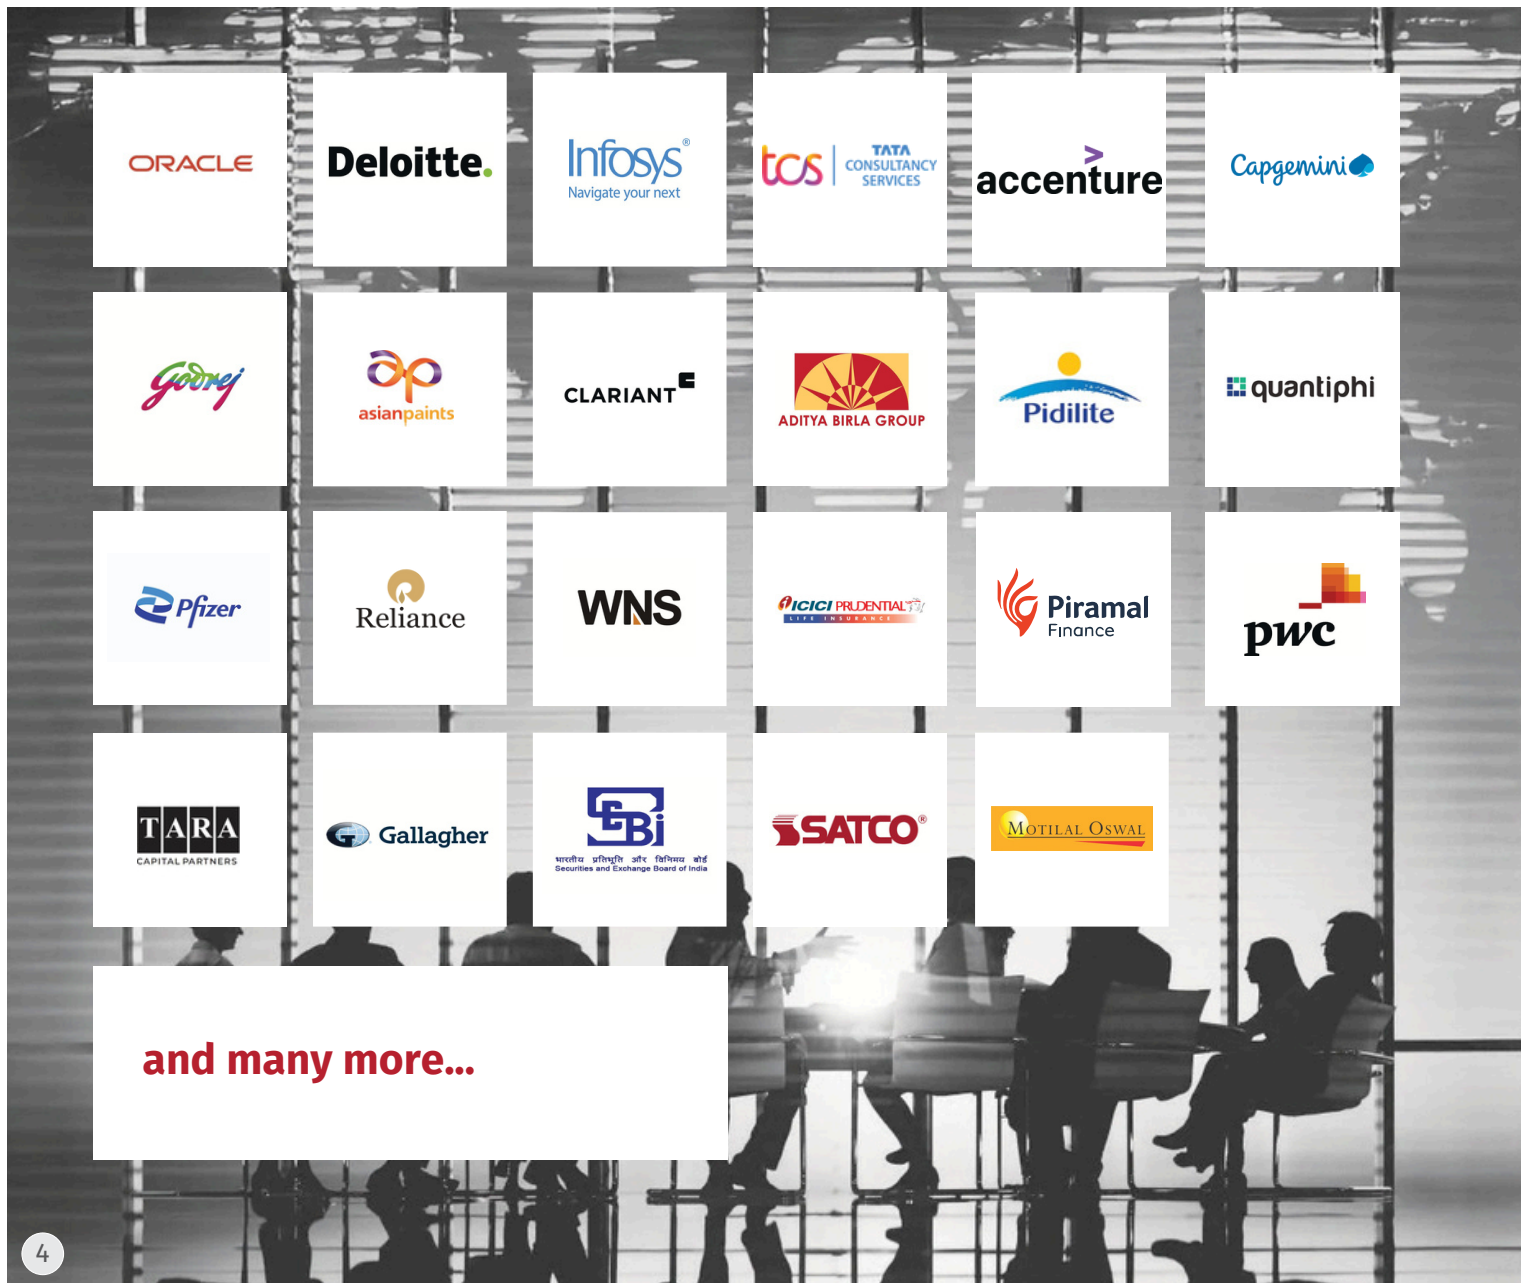 ORACLE
Deloitte.
Infosys®
Navigate your next
tcs
TATA
CONSULTANCY
SERVICES
accenture
Capgemini
Godrej
ap
asianpaints
CLARIANT
ADITYA BIRLA GROUP
Pidilite
quantiphi
Pfizer
Reliance
WNS
ICICI PRUDENTIAL
LIFE INSURANCE
Piramal
Finance
pwc
TARA
CAPITAL PARTNERS
G Gallagher
SEBI
भारतीय प्रतिभूति और विनिमय बोर्ड
Securities and Exchange Board of India
SATCO®
MOTILAL OSWAL
and many more...
4